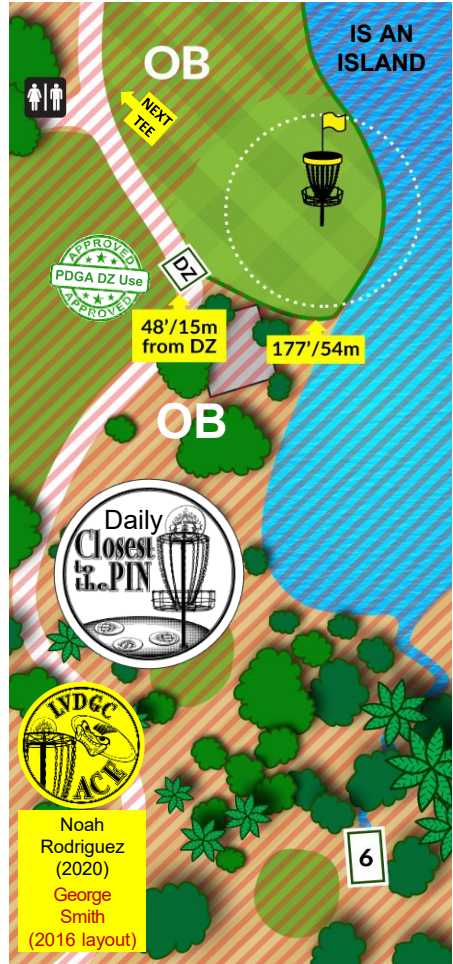 IS AN
ISLAND
OB
NEXT
TEE
APPROVED
PDGA DZ Use
APPROVED
DZ
48'/15m
from DZ
177'/54m
OB
Daily
Closest
to
the PIN
LVDGC
ACE
Noah
Rodriguez
(2020)
George
Smith
(2016 layout)
6